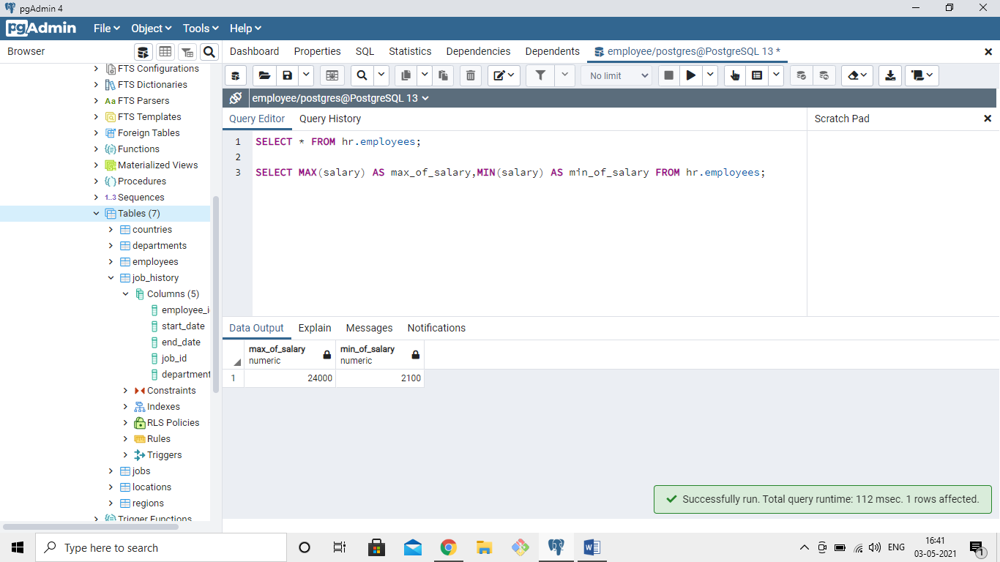 pgAdmin 4
pgAdmin File Object Tools Help
Browser
Dashboard Properties SQL Statistics Dependencies Dependents employee/postgres@PostgreSQL 13 *
FTS Configurations
FTS Dictionaries
Aa FTS Parsers
FTS Templates
Foreign Tables
Functions
Materialized Views
Procedures
1..3 Sequences
Tables (7)
countries
departments
employees
job_history
Columns (5)
employee_i
start_date
end_date
job_id
department
Constraints
Indexes
RLS Policies
Rules
Triggers
jobs
locations
regions
Trigger Functions
No limit
employee/postgres@PostgreSQL 13
Query Editor Query History
Scratch Pad
1 SELECT * FROM hr.employees;
2
3 SELECT MAX(salary) AS max_of_salary,MIN(salary) AS min_of_salary FROM hr.employees;
Data Output Explain Messages Notifications
max_of_salary min_of_salary
numeric numeric
1 24000 2100
Successfully run. Total query runtime: 112 msec. 1 rows affected.
Type here to search
ENG
16:41
03-05-2021
1